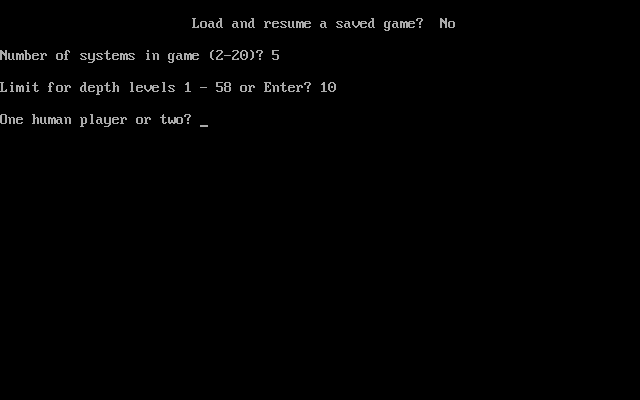 Load and resume a saved game?  No
Number of systems in game (2-20)? 5
Limit for depth levels 1 - 58 or Enter? 10
One human player or two? _